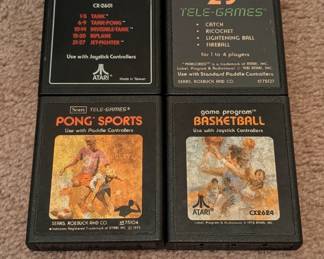 CX-2601
1-5 TANK
6-9 TANK-PONG
10-14 INVISIBLE-TANK
15-20 BIPLANE
21-27 JET-FIGHTER
Use with Joystick Controllers
ATARI
Made in Taiwan
TELE-GAMES
• CATCH
• RICOCHET
• LIGHTENING BALL
• FIREBALL
for 1 to 4 players
SEARS, ROEBUCK AND CO.
Use with Standard Paddle Controllers
Sears TELE-GAMES
PONG SPORTS
Use with Paddle Controllers
SEARS, ROEBUCK AND CO.
game program
BASKETBALL
Use with Joystick Controllers
ATARI
CX2624